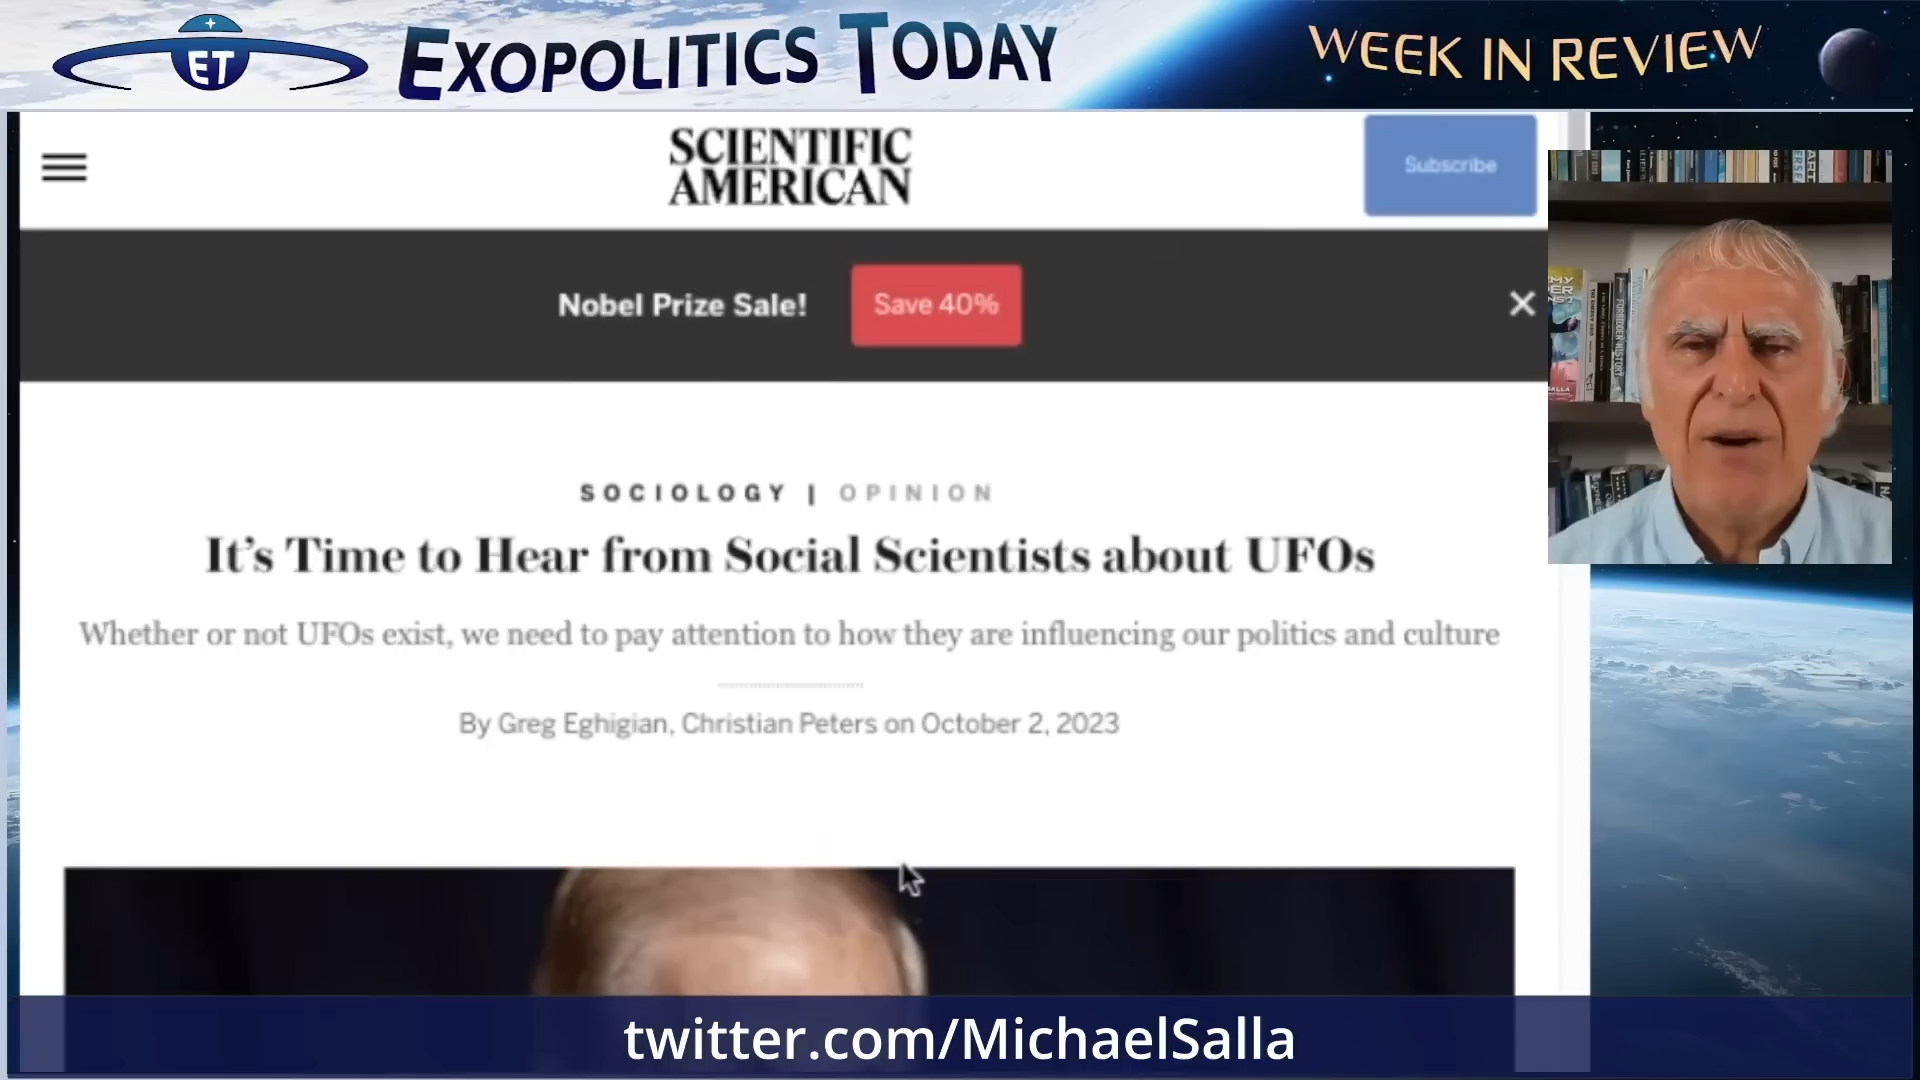 ET
EXOPOLITICS TODAY
WEEK IN REVIEW
SCIENTIFIC
AMERICAN
Subscribe
Nobel Prize Sale!
Save 40%
SOCIOLOGY | OPINION
It's Time to Hear from Social Scientists about UFOs
Whether or not UFOs exist, we need to pay attention to how they are influencing our politics and culture
By Greg Eghigian, Christian Peters on October 2, 2023
FORBIDDEN HISTORY
twitter.com/MichaelSalla